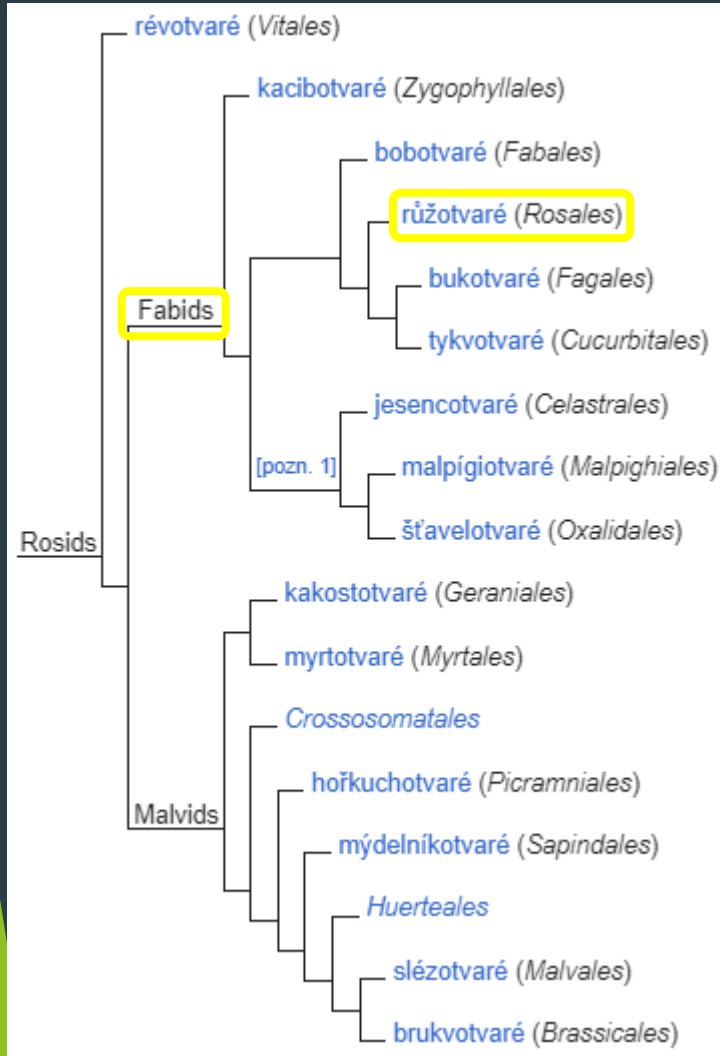 révotvaré (Vitales)
kacibotvaré (Zygophyllales)
bobotvaré (Fabales)
růžotvaré (Rosales)
bukotvaré (Fagales)
Fabids
tykvotvaré (Cucurbitales)
jesencotvaré (Celastrales)
[pozn. 1]
malpígiotvaré (Malpighiales)
šťavelotvaré (Oxalidales)
Rosids
kakostotvaré (Geraniales)
myrtotvaré (Myrtales)
Crossosomatales
hořkuchotvaré (Picramniales)
Malvids
mýdelníkotvaré (Sapindales)
Huerteales
slézotvaré (Malvales)
brukvotvaré (Brassicales)